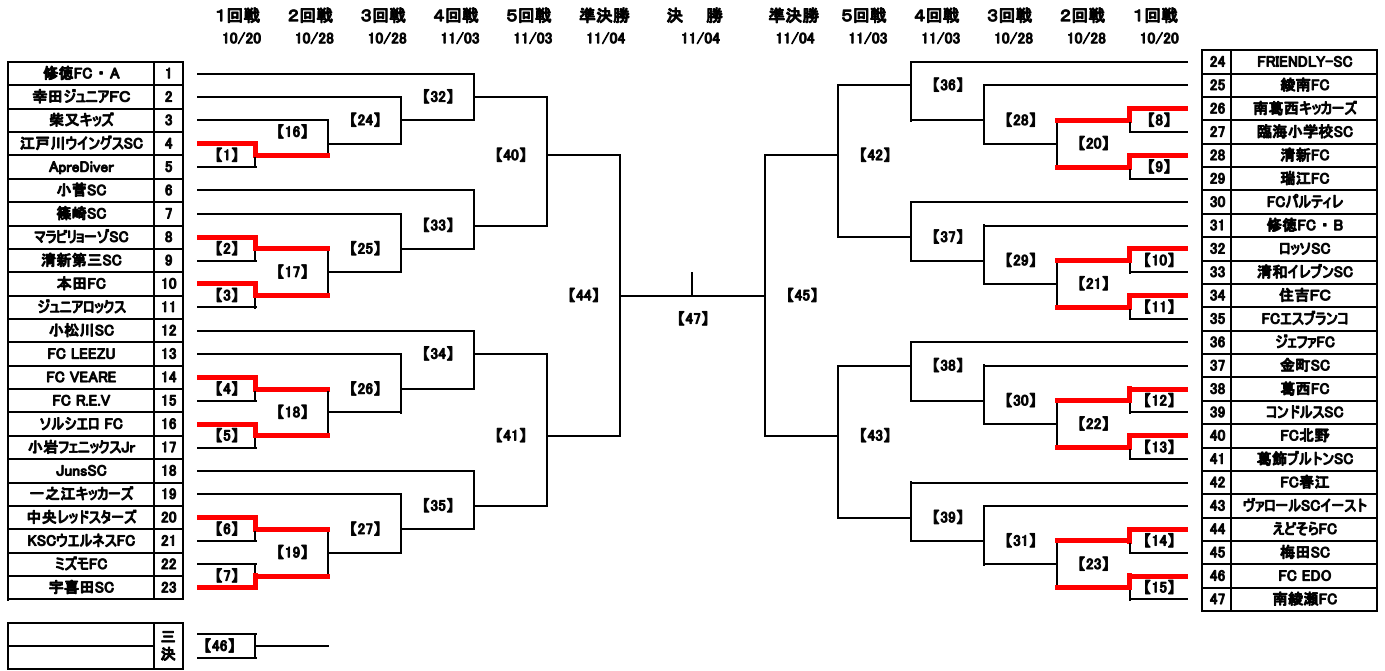 1回戦 2回戦 3回戦 4回戦 5回戦 準決勝 決 勝 準決勝 5回戦 4回戦 3回戦 2回戦 1回戦
10/20 10/28 10/28 11/03 11/03 11/04 11/04 11/04 11/03 11/03 10/28 10/28 10/20
修徳FC・A 1
幸田ジュニアFC 2
柴又キッズ 3
江戸川ウイングスSC 4
ApreDiver 5
小菅SC 6
篠崎SC 7
マラビリョーゾSC 8
清新第三SC 9
本田FC 10
ジュニアロックス 11
小松川SC 12
FC LEEZU 13
FC VEARE 14
FC R.E.V 15
ソルシエロ FC 16
小岩フェニックスJr 17
JunsSC 18
一之江キッカーズ 19
中央レッドスターズ 20
KSCウエルネスFC 21
ミズモFC 22
宇喜田SC 23
三決
【1】
【2】
【3】
【4】
【5】
【6】
【7】
【46】
【16】
【17】
【18】
【19】
【24】
【25】
【26】
【27】
【32】
【33】
【34】
【35】
【40】
【41】
【44】
【47】
【45】
【42】
【43】
【36】
【37】
【38】
【39】
【28】
【29】
【30】
【31】
【20】
【21】
【22】
【23】
【8】
【9】
【10】
【11】
【12】
【13】
【14】
【15】
24 FRIENDLY-SC
25 綾南FC
26 南葛西キッカーズ
27 臨海小学校SC
28 清新FC
29 瑞江FC
30 FCパルティレ
31 修徳FC・B
32 ロッソSC
33 清和イレブンSC
34 住吉FC
35 FCエスブランコ
36 ジェファFC
37 金町SC
38 葛西FC
39 コンドルスSC
40 FC北野
41 葛飾ブルトンSC
42 FC春江
43 ヴァロールSCイースト
44 えどそらFC
45 梅田SC
46 FC EDO
47 南綾瀬FC